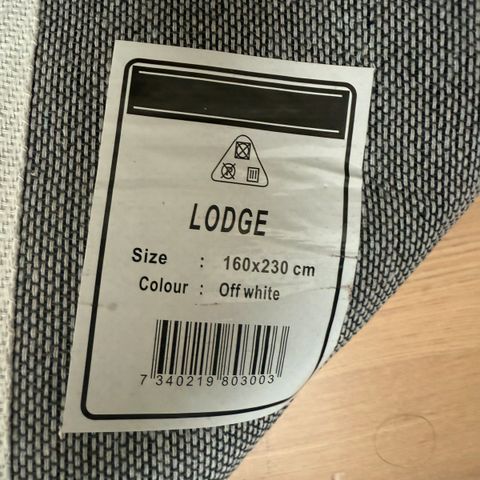 LODGE
Size : 160x230 cm
Colour : Off white
7 340219 803003